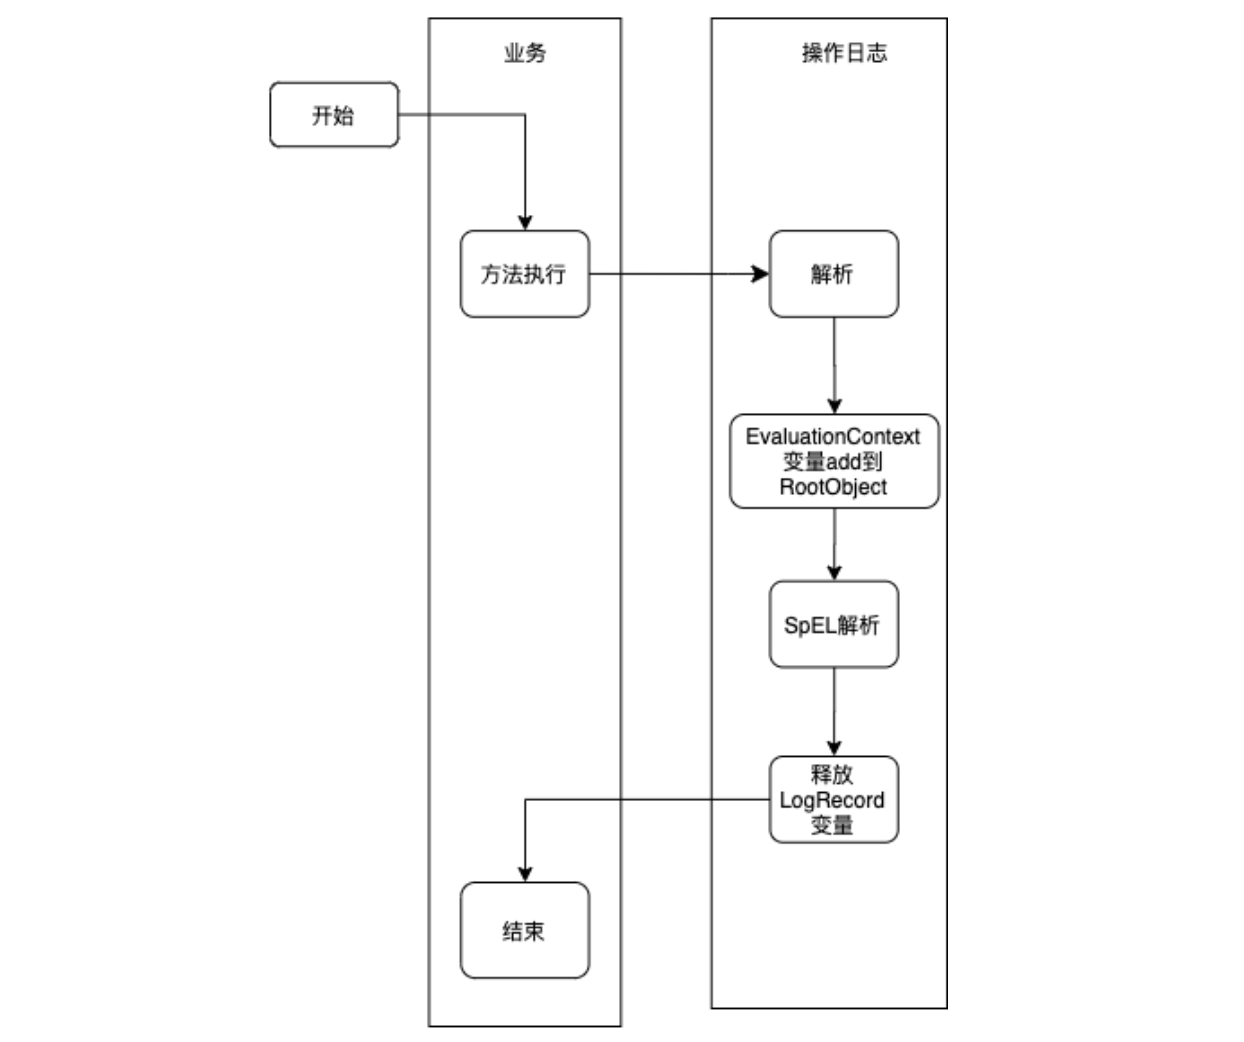 业务
操作日志
开始
方法执行
解析
EvaluationContext
变量add到
RootObject
SpEL解析
释放
LogRecord
变量
结束